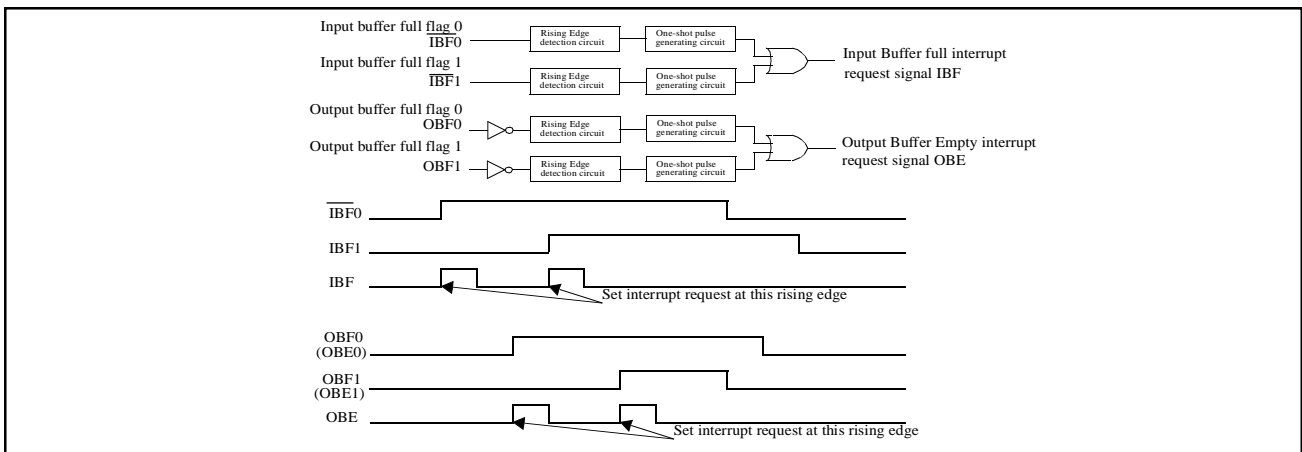 Input buffer full flag 0
IBF0
Rising Edge
detection circuit
One-shot pulse
generating circuit
Input buffer full flag 1
IBF1
Rising Edge
detection circuit
One-shot pulse
generating circuit
Input Buffer full interrupt
request signal IBF
Output buffer full flag 0
OBF0
Rising Edge
detection circuit
One-shot pulse
generating circuit
Output buffer full flag 1
OBF1
Rising Edge
detection circuit
One-shot pulse
generating circuit
Output Buffer Empty interrupt
request signal OBE
IBF0
IBF1
IBF
Set interrupt request at this rising edge
OBF0
(OBE0)
OBF1
(OBE1)
OBE
Set interrupt request at this rising edge